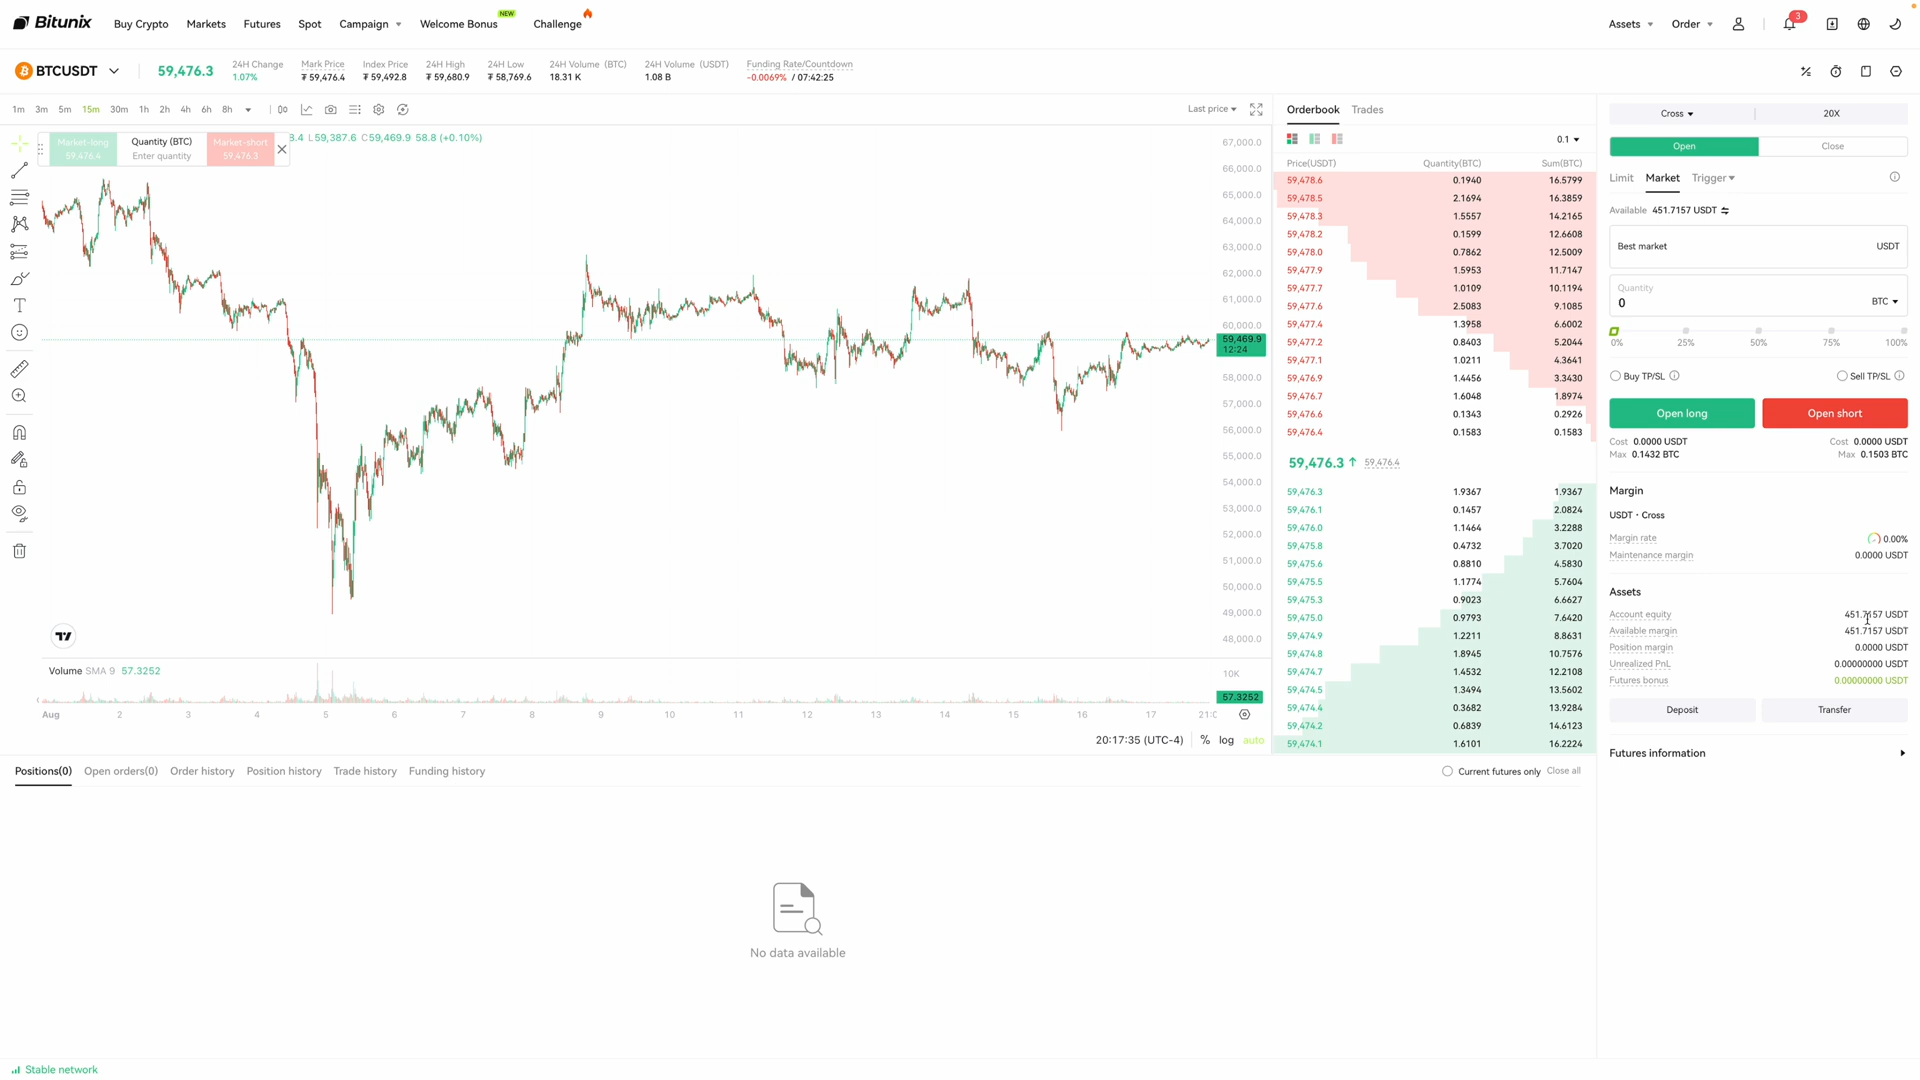 Bitunix Buy Crypto Markets Futures Spot Campaign Welcome Bonus NEW Challenge Assets Order 3
BTCUSDT 59,476.3
24H Change 1.07%
Mark Price ₮ 59,476.4
Index Price ₮ 59,492.8
24H High ₮ 59,680.9
24H Low ₮ 58,769.6
24H Volume (BTC) 18.31 K
24H Volume (USDT) 1.08 B
Funding Rate/Countdown -0.0069% / 07:42:25
1m 3m 5m 15m 30m 1h 2h 4h 6h 8h Last price
Market-long 59,476.4
Quantity (BTC) Enter quantity
Market-short 59,476.3
3.4 L59,387.6 C59,469.9 58.8 (+0.10%)
67,000.0
66,000.0
65,000.0
64,000.0
63,000.0
62,000.0
61,000.0
60,000.0
59,469.9
12:24
58,000.0
57,000.0
56,000.0
55,000.0
54,000.0
53,000.0
52,000.0
51,000.0
50,000.0
49,000.0
48,000.0
Volume SMA 9 57.3252
10K
57.3252
Aug 2 3 4 5 6 7 8 9 10 11 12 13 14 15 16 17 21:0
20:17:35 (UTC-4) % log auto
Orderbook Trades
0.1
Price(USDT) Quantity(BTC) Sum(BTC)
59,478.6 0.1940 16.5799
59,478.5 2.1694 16.3859
59,478.3 1.5557 14.2165
59,478.2 0.1599 12.6608
59,478.0 0.7862 12.5009
59,477.9 1.5953 11.7147
59,477.7 1.0109 10.1194
59,477.6 2.5083 9.1085
59,477.4 1.3958 6.6002
59,477.2 0.8403 5.2044
59,477.1 1.0211 4.3641
59,476.9 1.4456 3.3430
59,476.7 1.6048 1.8974
59,476.6 0.1343 0.2926
59,476.4 0.1583 0.1583
59,476.3 ↑ 59,476.4
59,476.3 1.9367 1.9367
59,476.1 0.1457 2.0824
59,476.0 1.1464 3.2288
59,475.8 0.4732 3.7020
59,475.6 0.8810 4.5830
59,475.5 1.1774 5.7604
59,475.3 0.9023 6.6627
59,475.0 0.9793 7.6420
59,474.9 1.2211 8.8631
59,474.8 1.8945 10.7576
59,474.7 1.4532 12.2108
59,474.5 1.3494 13.5602
59,474.4 0.3682 13.9284
59,474.2 0.6839 14.6123
59,474.1 1.6101 16.2224
Cross 20X
Open Close
Limit Market Trigger
Available 451.7157 USDT
Best market USDT
Quantity
0 BTC
0% 25% 50% 75% 100%
Buy TP/SL Sell TP/SL
Open long Open short
Cost 0.0000 USDT Cost 0.0000 USDT
Max 0.1432 BTC Max 0.1503 BTC
Margin
USDT · Cross
Margin rate 0.00%
Maintenance margin 0.0000 USDT
Assets
Account equity 451.7157 USDT
Available margin 451.7157 USDT
Position margin 0.0000 USDT
Unrealized PnL 0.00000000 USDT
Futures bonus 0.00000000 USDT
Deposit Transfer
Futures information
Positions(0) Open orders(0) Order history Position history Trade history Funding history Current futures only Close all
No data available
Stable network